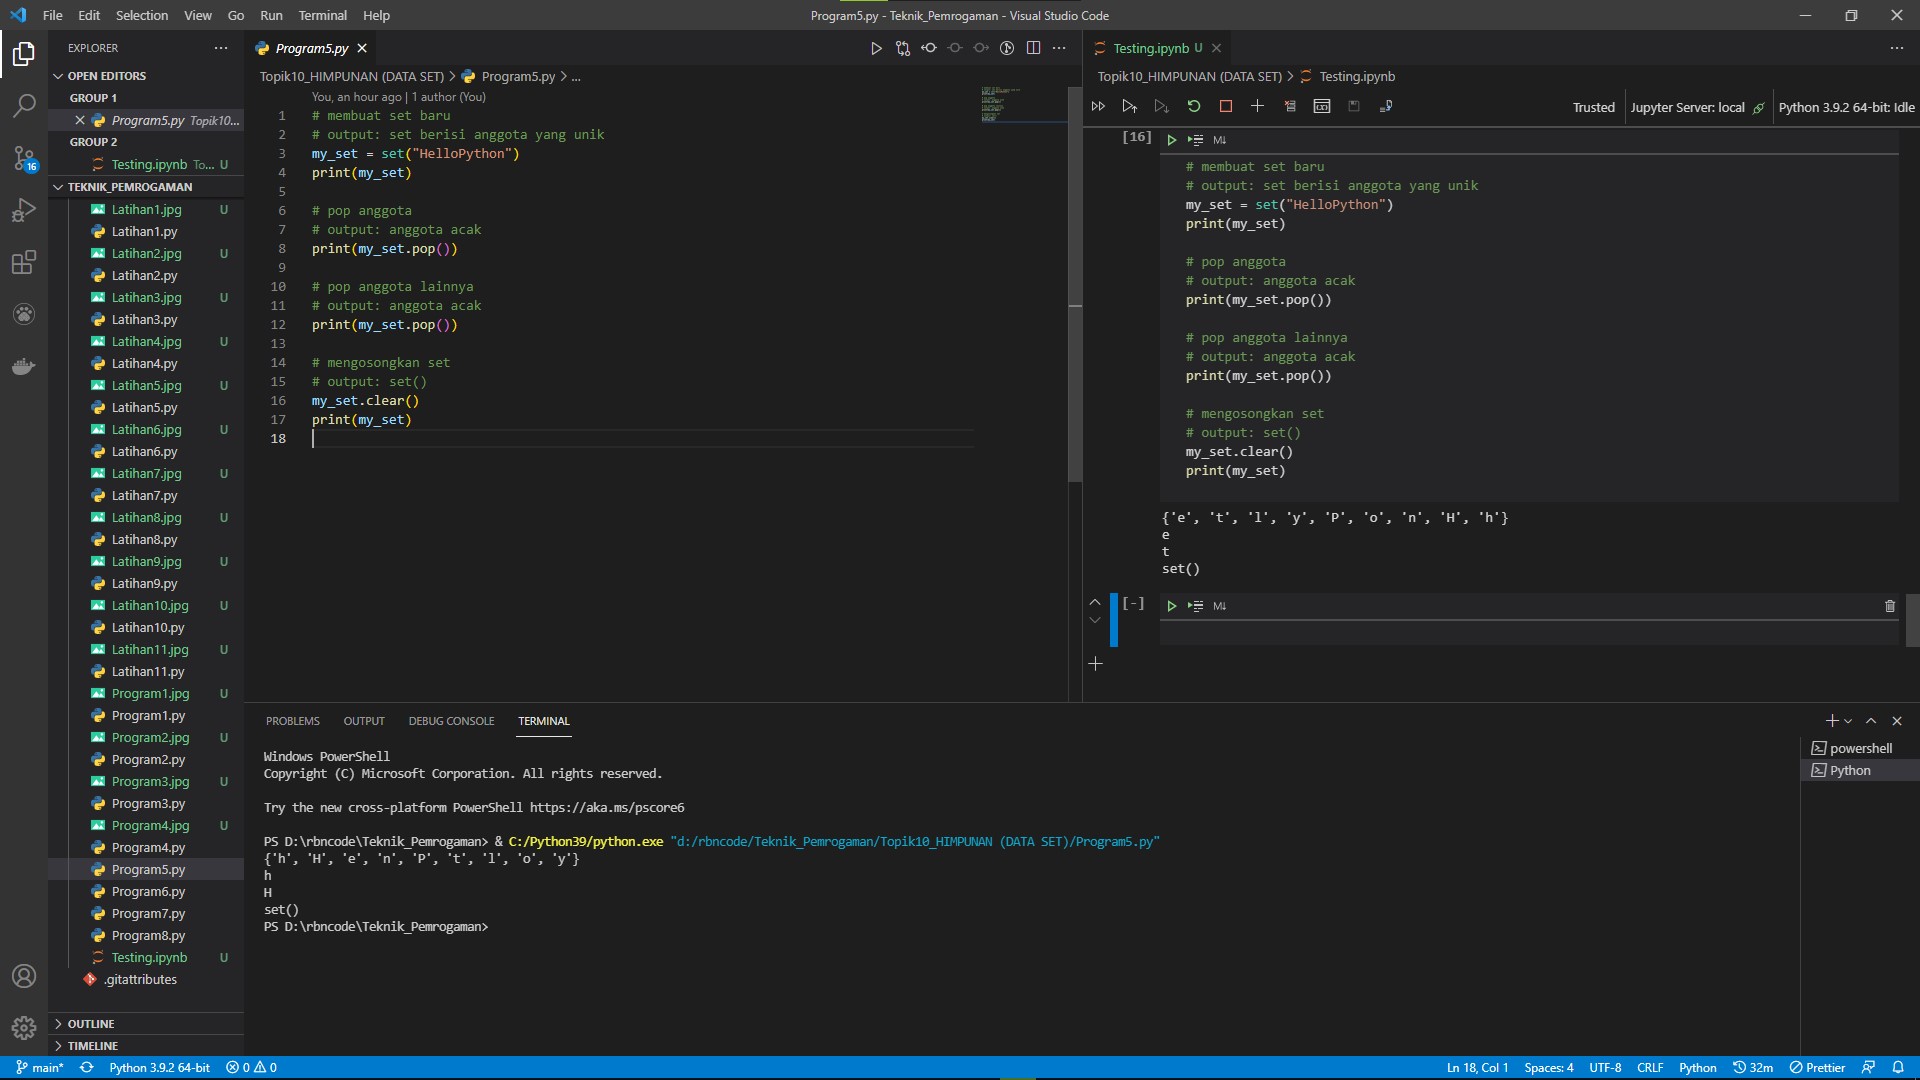 File Edit Selection View Go Run Terminal Help
Program5.py - Teknik_Pemrogaman - Visual Studio Code
EXPLORER
OPEN EDITORS
GROUP 1
Program5.py Topik10...
GROUP 2
Testing.ipynb To... U
TEKNIK_PEMROGAMAN
Latihan1.jpg U
Latihan1.py
Latihan2.jpg U
Latihan2.py
Latihan3.jpg U
Latihan3.py
Latihan4.jpg U
Latihan4.py
Latihan5.jpg U
Latihan5.py
Latihan6.jpg U
Latihan6.py
Latihan7.jpg U
Latihan7.py
Latihan8.jpg U
Latihan8.py
Latihan9.jpg U
Latihan9.py
Latihan10.jpg U
Latihan10.py
Latihan11.jpg U
Latihan11.py
Program1.jpg U
Program1.py
Program2.jpg U
Program2.py
Program3.jpg U
Program3.py
Program4.jpg U
Program4.py
Program5.py
Program6.py
Program7.py
Program8.py
Testing.ipynb U
.gitattributes
OUTLINE
TIMELINE
16
Program5.py
Topik10_HIMPUNAN (DATA SET) > Program5.py > ...
You, an hour ago | 1 author (You)
1 # membuat set baru
2 # output: set berisi anggota yang unik
3 my_set = set("HelloPython")
4 print(my_set)
5
6 # pop anggota
7 # output: anggota acak
8 print(my_set.pop())
9
10 # pop anggota lainnya
11 # output: anggota acak
12 print(my_set.pop())
13
14 # mengosongkan set
15 # output: set()
16 my_set.clear()
17 print(my_set)
18
Testing.ipynb U
Topik10_HIMPUNAN (DATA SET) > Testing.ipynb
Trusted Jupyter Server: local Python 3.9.2 64-bit: Idle
[16] M↓
# membuat set baru
# output: set berisi anggota yang unik
my_set = set("HelloPython")
print(my_set)
# pop anggota
# output: anggota acak
print(my_set.pop())
# pop anggota lainnya
# output: anggota acak
print(my_set.pop())
# mengosongkan set
# output: set()
my_set.clear()
print(my_set)
{'e', 't', 'l', 'y', 'P', 'o', 'n', 'H', 'h'}
e
t
set()
[-] M↓
PROBLEMS OUTPUT DEBUG CONSOLE TERMINAL
Windows PowerShell
Copyright (C) Microsoft Corporation. All rights reserved.
Try the new cross-platform PowerShell https://aka.ms/pscore6
PS D:\rbncode\Teknik_Pemrogaman> & C:/Python39/python.exe "d:/rbncode/Teknik_Pemrogaman/Topik10_HIMPUNAN (DATA SET)/Program5.py"
{'h', 'H', 'e', 'n', 'P', 't', 'l', 'o', 'y'}
h
H
set()
PS D:\rbncode\Teknik_Pemrogaman>
powershell
Python
main* Python 3.9.2 64-bit 0 0
Ln 18, Col 1 Spaces: 4 UTF-8 CRLF Python 32m Prettier